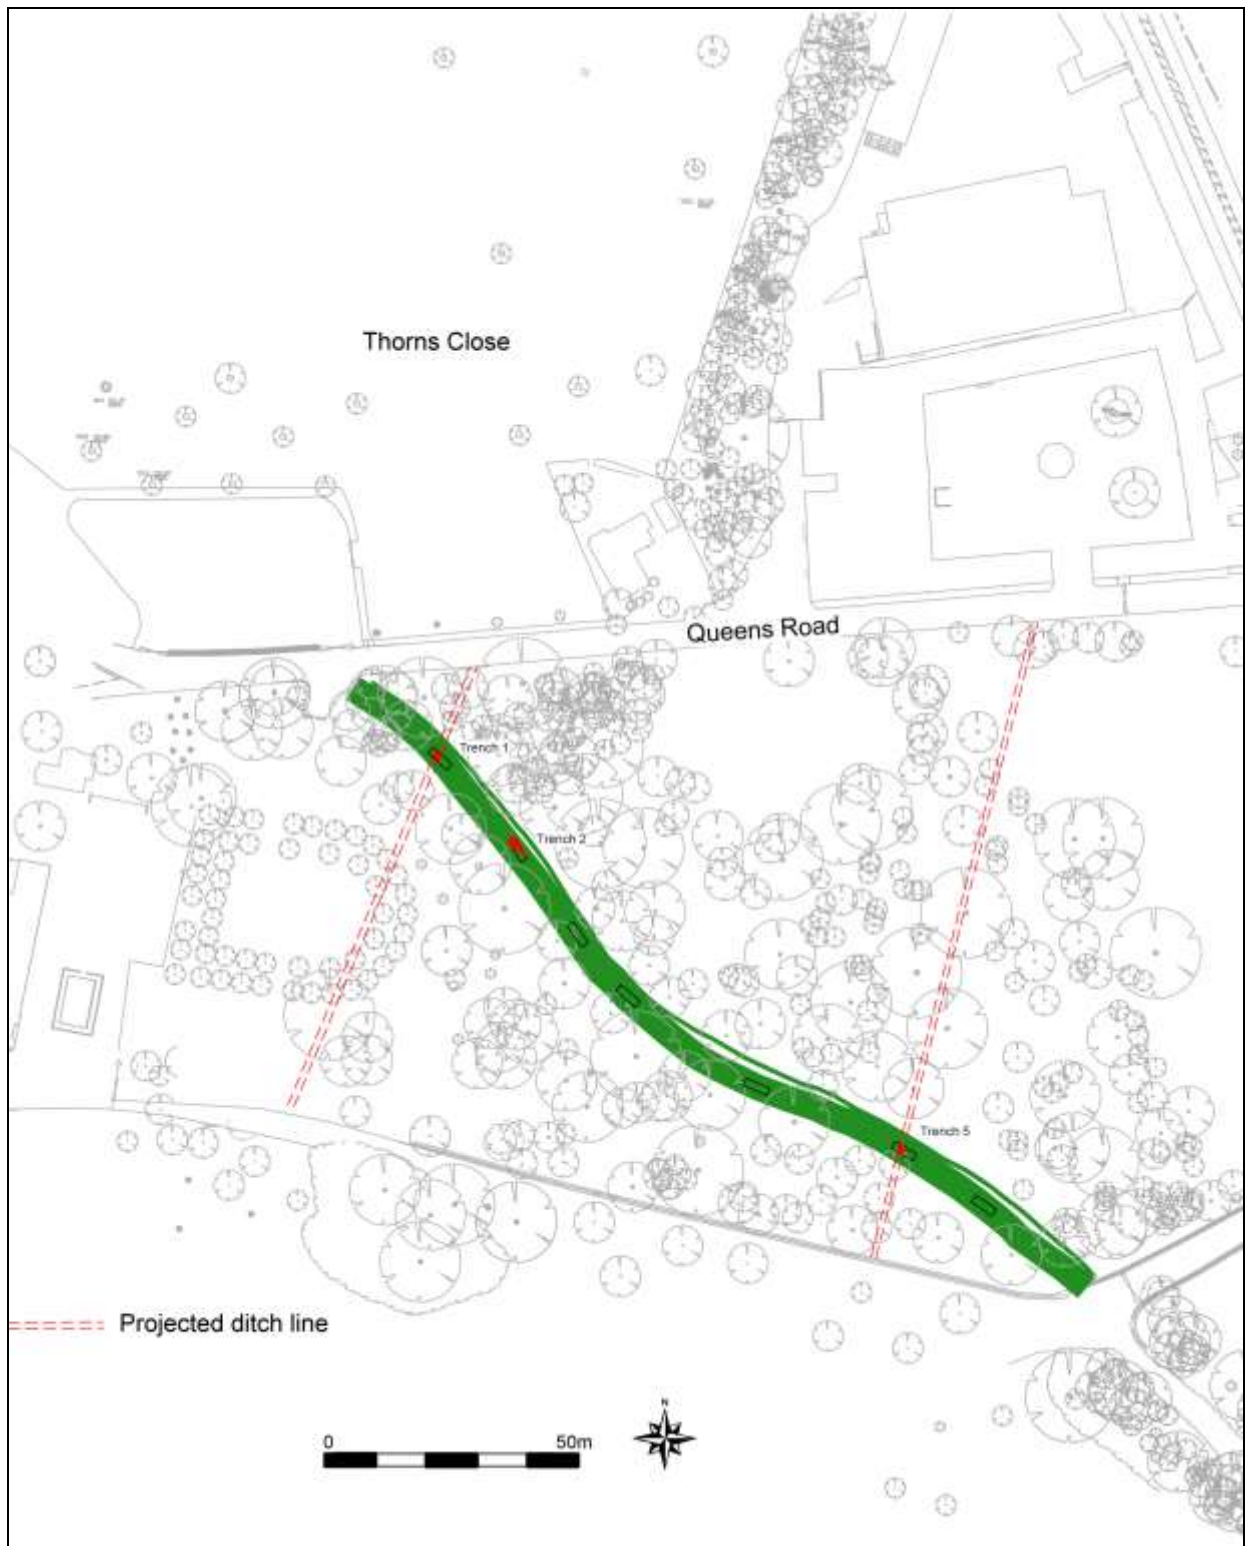 Thorns Close
Queens Road
Trench 1
Trench 2
Trench 5
Projected ditch line
N
0 50m